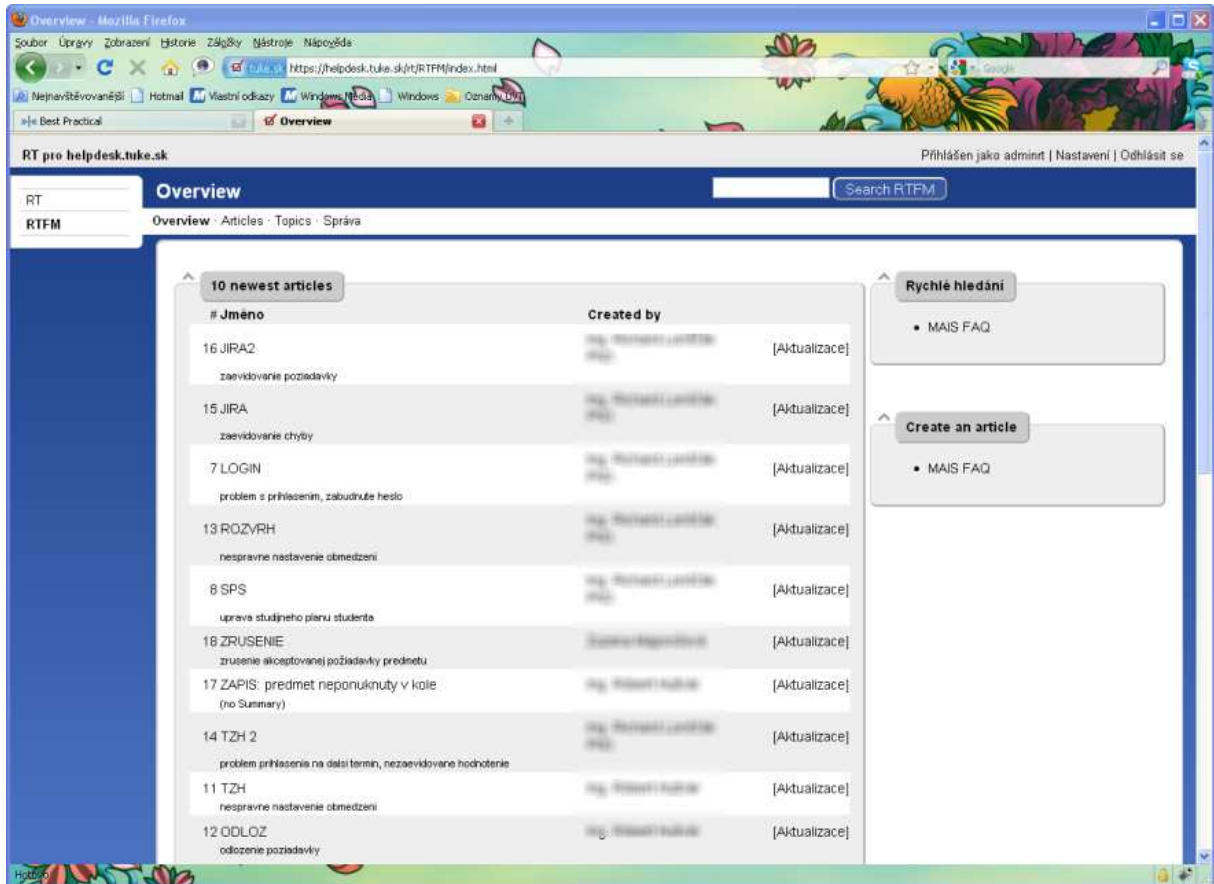 Overview - Mozilla Firefox
Soubor Úpravy Zobrazení Historie Záložky Nástroje Nápověda
tuke.sk https://helpdesk.tuke.sk/rt/RTFM/index.html
Google
Nejnavštěvovanější Hotmail Vlastní odkazy Windows Media Windows Oznamy
Best Practical Overview
RT pro helpdesk.tuke.sk Přihlášen jako adminrt | Nastavení | Odhlásit se
RT
RTFM
Overview Search RTFM
Overview · Articles · Topics · Správa
10 newest articles
# Jméno Created by
16 JIRA2 [Aktualizace]
zaevidovanie poziadavky
15 JIRA [Aktualizace]
zaevidovanie chyby
7 LOGIN [Aktualizace]
problem s prihlasenim, zabudnute heslo
13 ROZVRH [Aktualizace]
nespravne nastavenie obmedzeni
8 SPS [Aktualizace]
uprava studijneho planu studenta
18 ZRUSENIE [Aktualizace]
zrusenie akceptovanej požiadavky predmetu
17 ZAPIS: predmet neponuknuty v kole [Aktualizace]
(no Summary)
14 TZH 2 [Aktualizace]
problem prihlasenia na dalsi termin, nezaevidovane hodnotenie
11 TZH [Aktualizace]
nespravne nastavenie obmedzeni
12 ODLOZ [Aktualizace]
odlozenie poziadavky
Rychlé hledání
• MAIS FAQ
Create an article
• MAIS FAQ
Hotovo